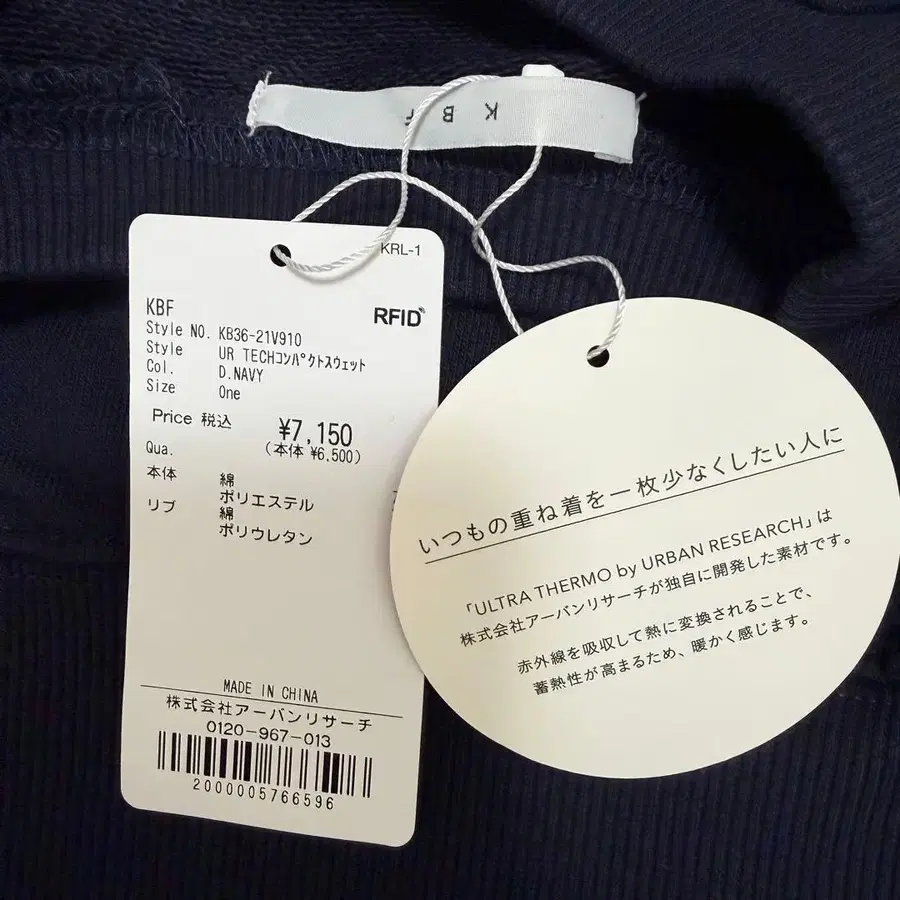 K B F
KRL-1
RFID
KBF
Style NO. KB36-21V910
Style UR TECHコンパクトスウェット
Col. D.NAVY
Size One
Price 税込 ¥7,150
(本体 ¥6,500)
Qua.
本体 綿
ポリエステル
リブ 綿
ポリウレタン
MADE IN CHINA
株式会社アーバンリサーチ
0120-967-013
2000005766596
いつもの重ね着を一枚少なくしたい人に
「ULTRA THERMO by URBAN RESEARCH」は
株式会社アーバンリサーチが独自に開発した素材です。
赤外線を吸収して熱に変換されることで、
蓄熱性が高まるため、暖かく感じます。